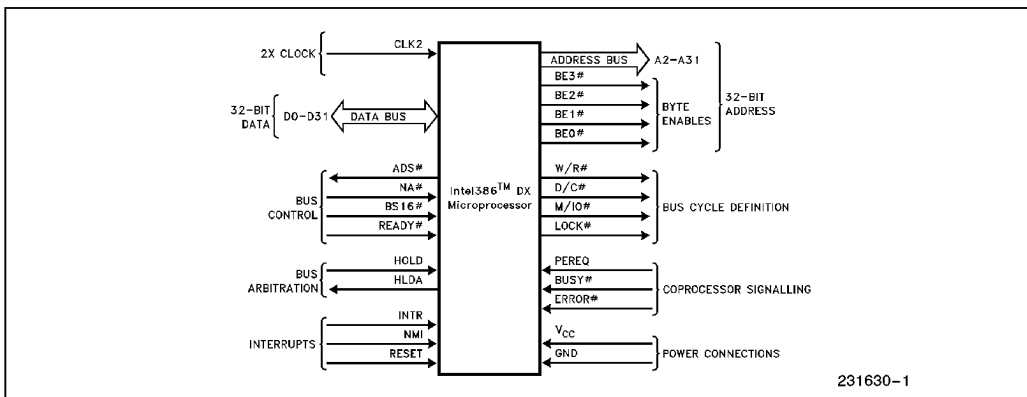 2X CLOCK
CLK2
32-BIT
DATA
D0-D31
DATA BUS
BUS
CONTROL
ADS#
NA#
BS16#
READY#
BUS
ARBITRATION
HOLD
HLDA
INTERRUPTS
INTR
NMI
RESET
Intel386™ DX
Microprocessor
ADDRESS BUS
A2-A31
BE3#
BE2#
BE1#
BE0#
BYTE
ENABLES
32-BIT
ADDRESS
W/R#
D/C#
M/IO#
LOCK#
BUS CYCLE DEFINITION
PEREQ
BUSY#
ERROR#
COPROCESSOR SIGNALLING
VCC
GND
POWER CONNECTIONS
231630-1